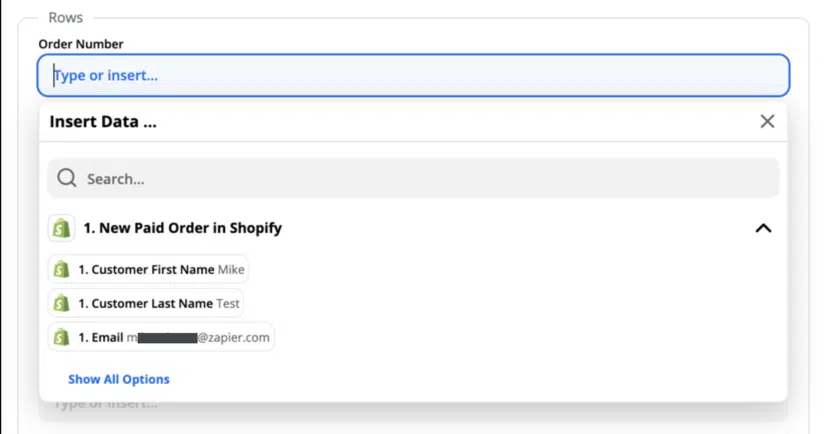 Rows
Order Number
Type or insert...
Insert Data ...
Search...
1. New Paid Order in Shopify
1. Customer First Name Mike
1. Customer Last Name Test
1. Email m @zapier.com
Show All Options
Type or insert...